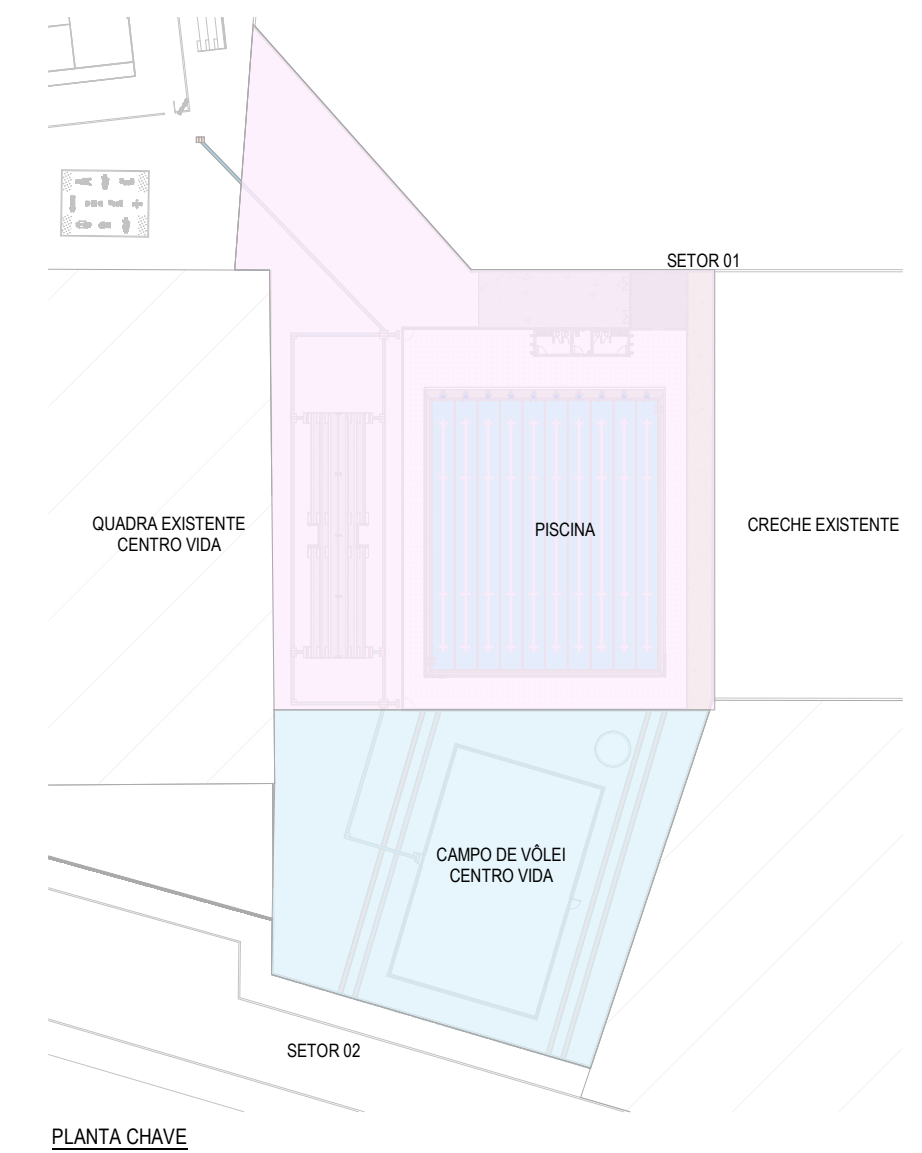 SETOR 01
QUADRA EXISTENTE
CENTRO VIDA
PISCINA
CRECHE EXISTENTE
CAMPO DE VÔLEI
CENTRO VIDA
SETOR 02
PLANTA CHAVE